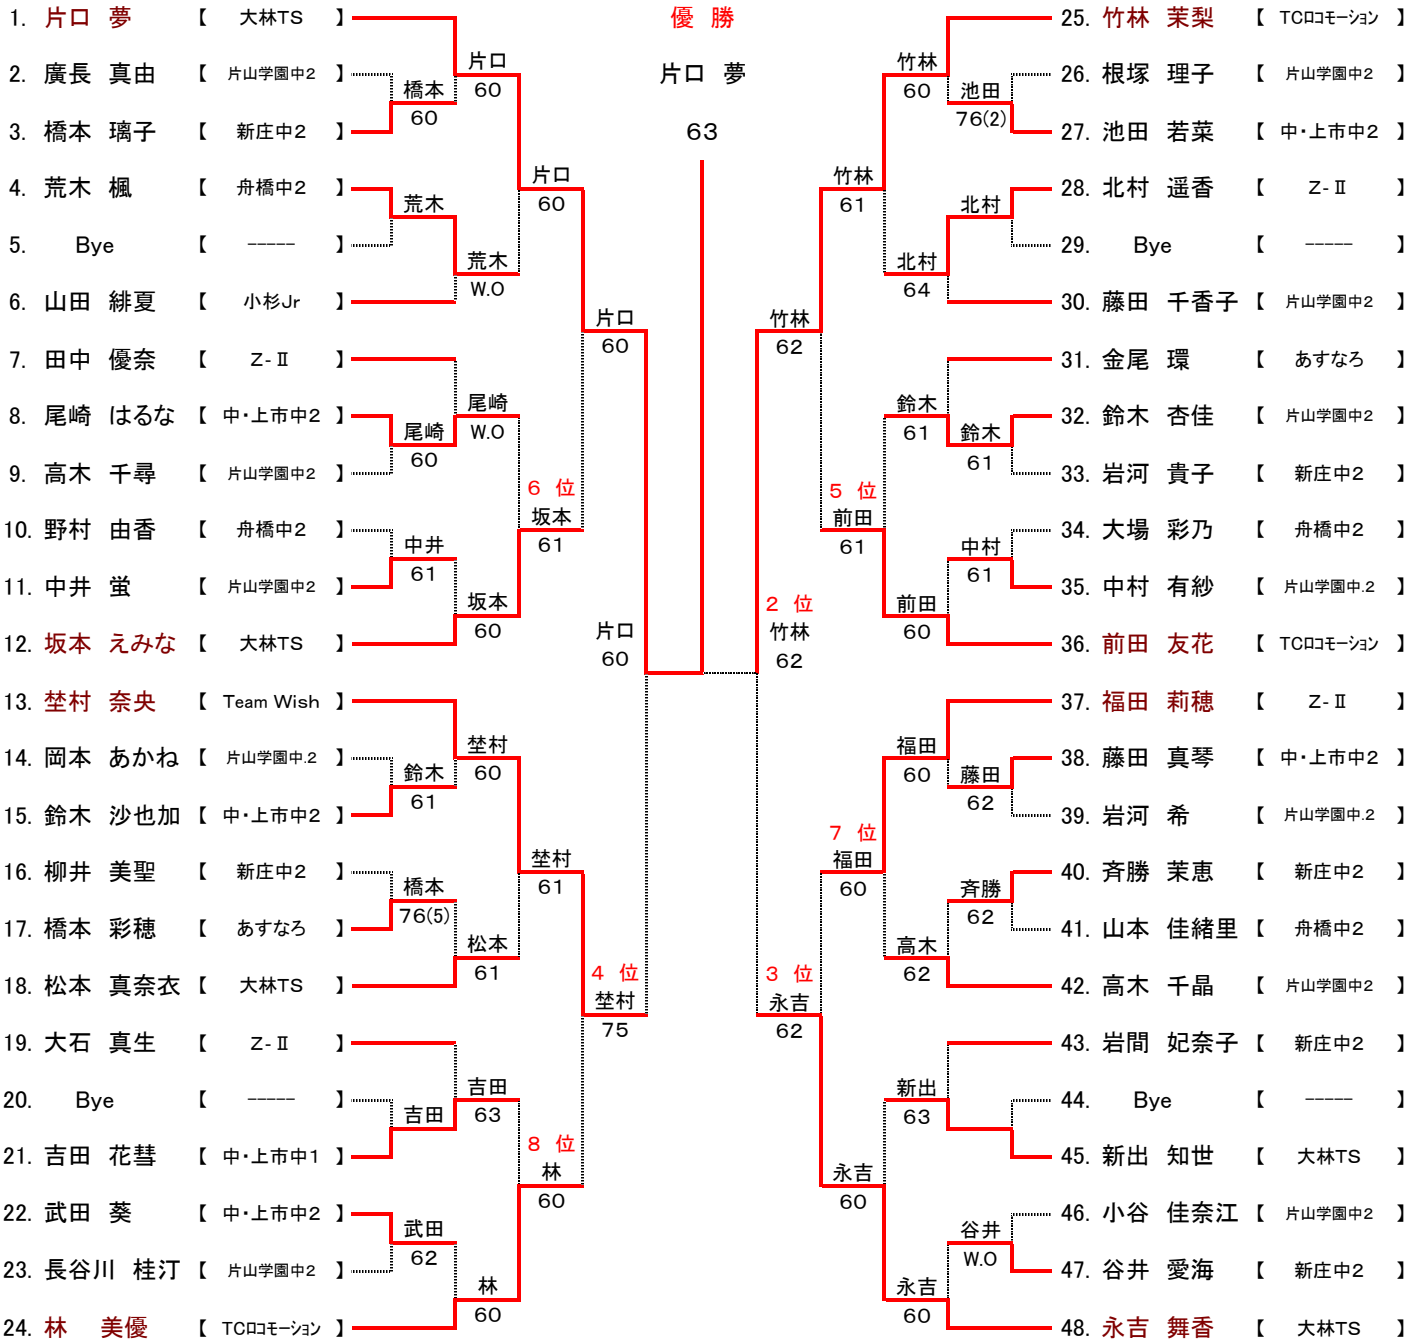 優 勝
片口 夢
63
1. 片口 夢 【 大林TS 】
2. 廣長 真由 【 片山学園中2 】
3. 橋本 璃子 【 新庄中2 】
4. 荒木 楓 【 舟橋中2 】
5. Bye 【 ----- 】
6. 山田 緋夏 【 小杉Jr 】
7. 田中 優奈 【 Z-Ⅱ 】
8. 尾崎 はるな 【 中・上市中2 】
9. 高木 千尋 【 片山学園中2 】
10. 野村 由香 【 舟橋中2 】
11. 中井 蛍 【 片山学園中2 】
12. 坂本 えみな 【 大林TS 】
13. 埜村 奈央 【 Team Wish 】
14. 岡本 あかね 【 片山学園中.2 】
15. 鈴木 沙也加 【 中・上市中2 】
16. 柳井 美聖 【 新庄中2 】
17. 橋本 彩穂 【 あすなろ 】
18. 松本 真奈衣 【 大林TS 】
19. 大石 真生 【 Z-Ⅱ 】
20. Bye 【 ----- 】
21. 吉田 花彗 【 中・上市中1 】
22. 武田 葵 【 中・上市中2 】
23. 長谷川 桂汀 【 片山学園中2 】
24. 林 美優 【 TCロコモーション 】
橋本
60
荒木
尾崎
60
中井
61
鈴木
61
橋本
76(5)
吉田
武田
62
片口
60
荒木
W.O
尾崎
W.O
坂本
60
埜村
60
松本
61
吉田
63
林
60
片口
60
6 位
坂本
61
埜村
61
8 位
林
60
片口
60
4 位
埜村
75
片口
60
2 位
竹林
62
竹林
62
3 位
永吉
62
竹林
61
5 位
前田
61
7 位
福田
60
永吉
60
竹林
60
北村
64
鈴木
61
前田
60
福田
60
高木
62
新出
63
永吉
60
池田
76(2)
北村
鈴木
61
中村
61
藤田
62
斉勝
62
谷井
W.O
25. 竹林 茉梨 【 TCロコモーション 】
26. 根塚 理子 【 片山学園中2 】
27. 池田 若菜 【 中・上市中2 】
28. 北村 遥香 【 Z-Ⅱ 】
29. Bye 【 ----- 】
30. 藤田 千香子 【 片山学園中2 】
31. 金尾 環 【 あすなろ 】
32. 鈴木 杏佳 【 片山学園中2 】
33. 岩河 貴子 【 新庄中2 】
34. 大場 彩乃 【 舟橋中2 】
35. 中村 有紗 【 片山学園中.2 】
36. 前田 友花 【 TCロコモーション 】
37. 福田 莉穂 【 Z-Ⅱ 】
38. 藤田 真琴 【 中・上市中2 】
39. 岩河 希 【 片山学園中.2 】
40. 斉勝 茉恵 【 新庄中2 】
41. 山本 佳緒里 【 舟橋中2 】
42. 高木 千晶 【 片山学園中2 】
43. 岩間 妃奈子 【 新庄中2 】
44. Bye 【 ----- 】
45. 新出 知世 【 大林TS 】
46. 小谷 佳奈江 【 片山学園中2 】
47. 谷井 愛海 【 新庄中2 】
48. 永吉 舞香 【 大林TS 】